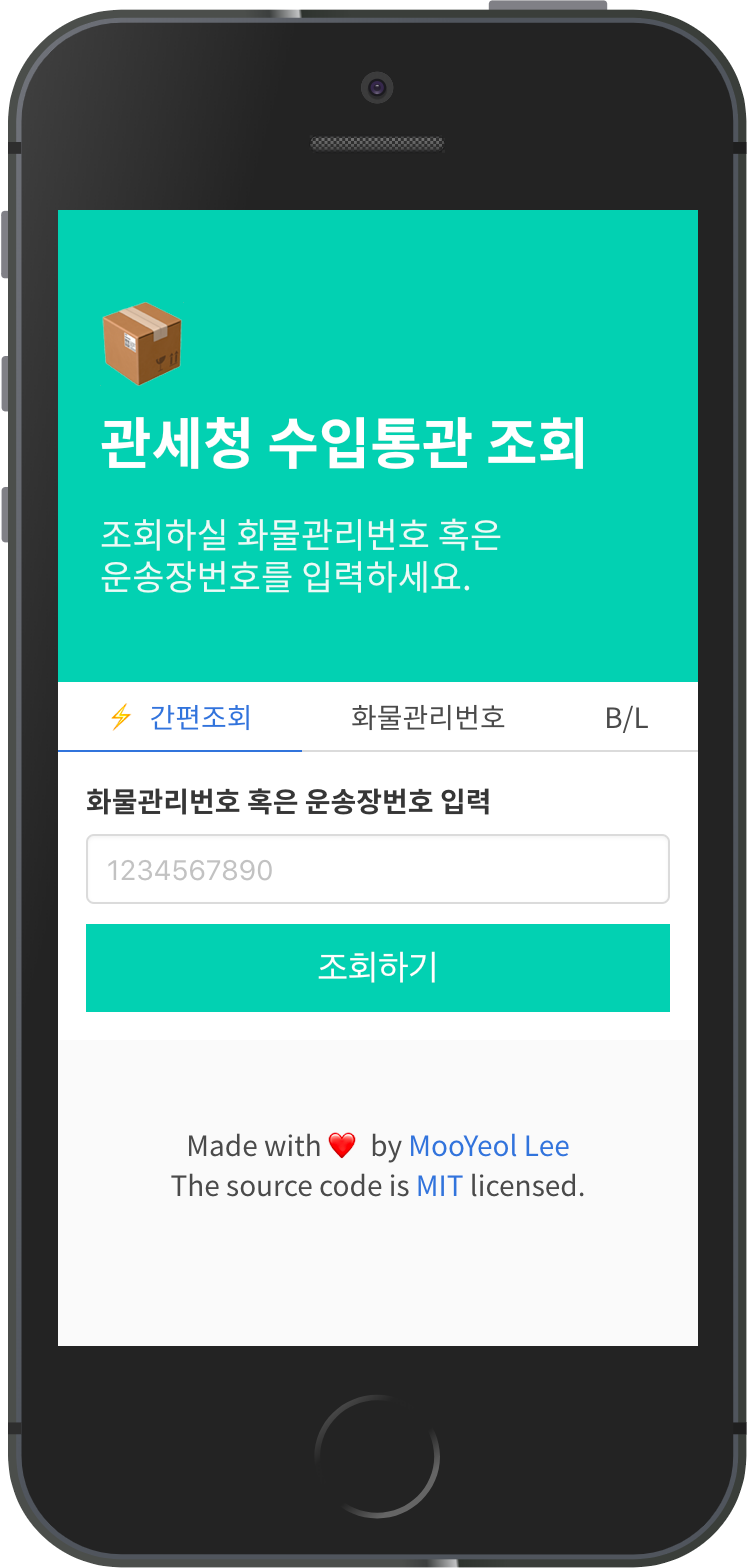 관세청 수입통관 조회
조회하실 화물관리번호 혹은
운송장번호를 입력하세요.
⚡ 간편조회 화물관리번호 B/L
화물관리번호 혹은 운송장번호 입력
1234567890
조회하기
Made with ❤️ by MooYeol Lee
The source code is MIT licensed.